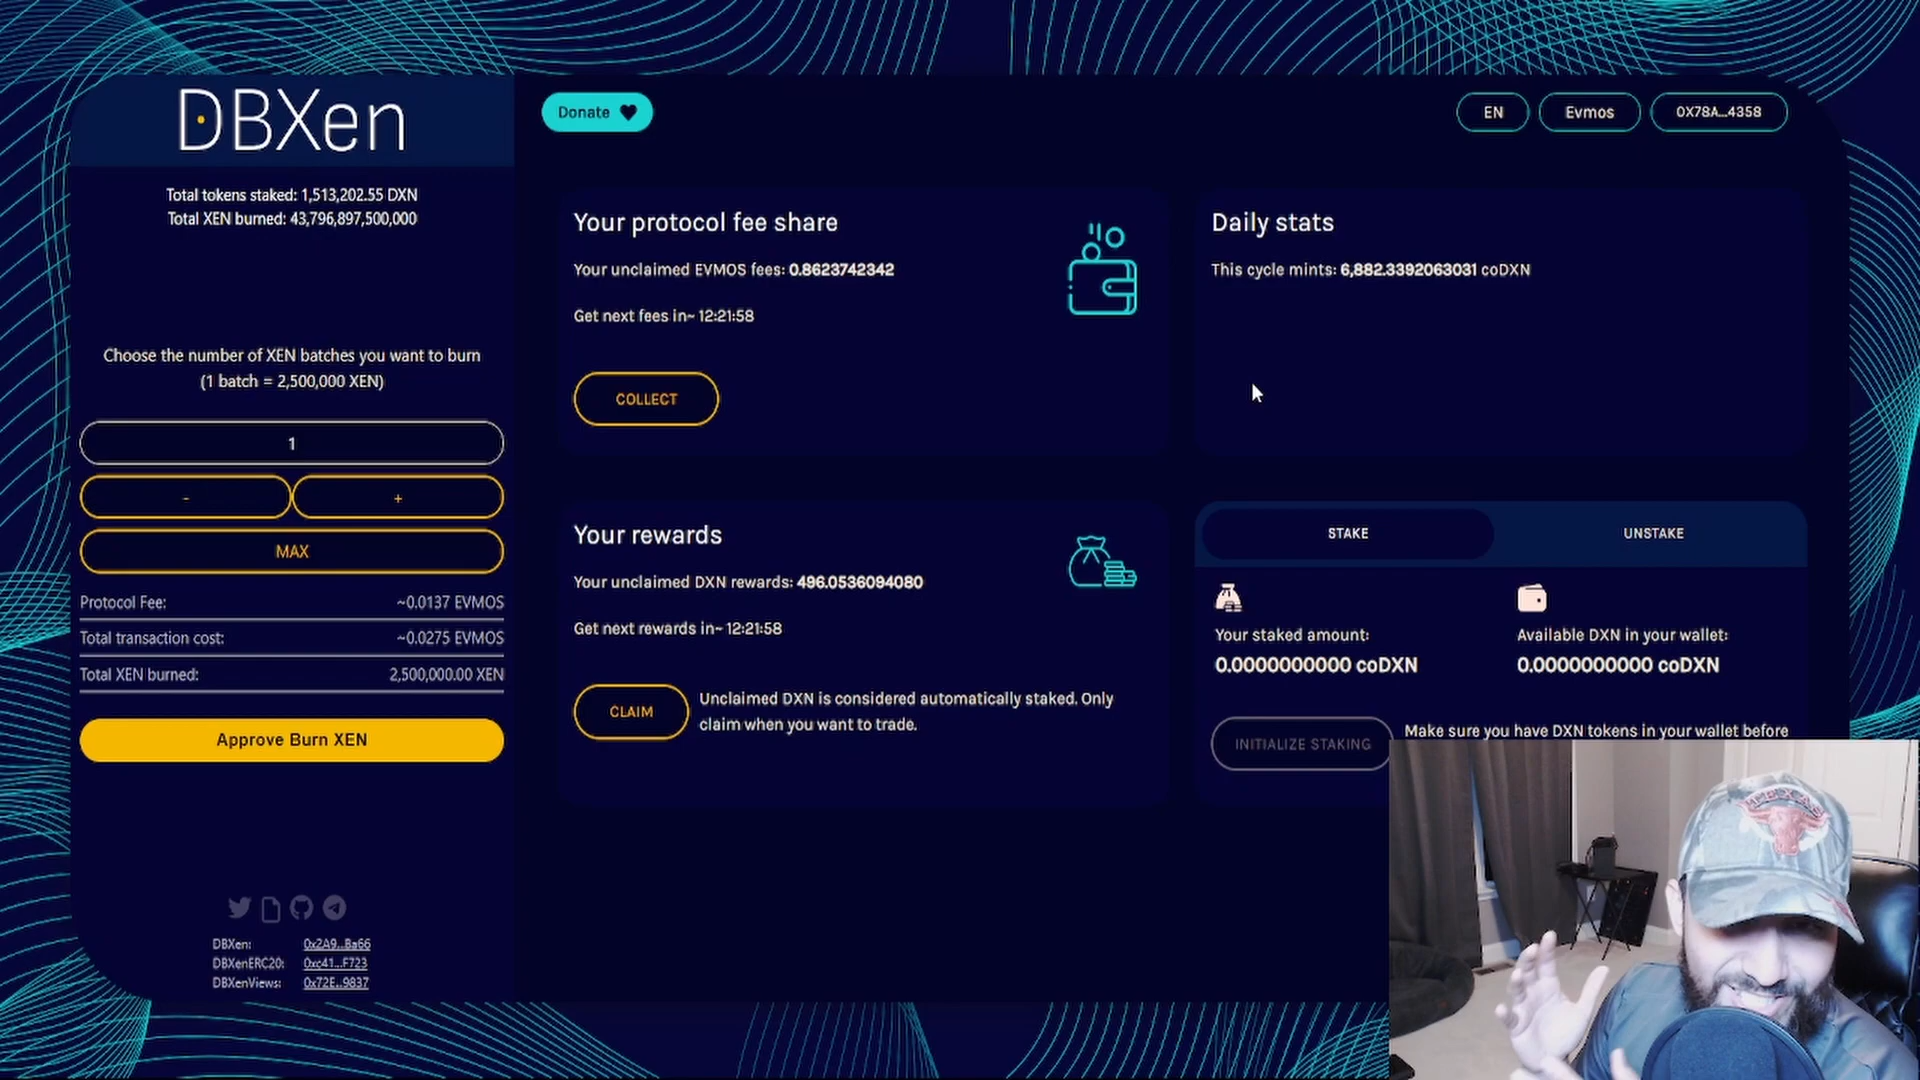 DBXen
Total tokens staked: 1,513,202.55 DXN
Total XEN burned: 43,796,897,500,000
Choose the number of XEN batches you want to burn
(1 batch = 2,500,000 XEN)
1
-
+
MAX
Protocol Fee: ~0.0137 EVMOS
Total transaction cost: ~0.0275 EVMOS
Total XEN burned: 2,500,000.00 XEN
Approve Burn XEN
DBXen: 0x2A9...Ba66
DBXenERC20: 0xc41...F723
DBXenViews: 0x72E...9837
Donate
EN
Evmos
0X78A...4358
Your protocol fee share
Your unclaimed EVMOS fees: 0.8623742342
Get next fees in~ 12:21:58
COLLECT
Daily stats
This cycle mints: 6,882.3392063031 coDXN
Your rewards
Your unclaimed DXN rewards: 496.0536094080
Get next rewards in~ 12:21:58
CLAIM
Unclaimed DXN is considered automatically staked. Only
claim when you want to trade.
STAKE
UNSTAKE
Your staked amount:
0.0000000000 coDXN
Available DXN in your wallet:
0.0000000000 coDXN
INITIALIZE STAKING
Make sure you have DXN tokens in your wallet before
TEXAS